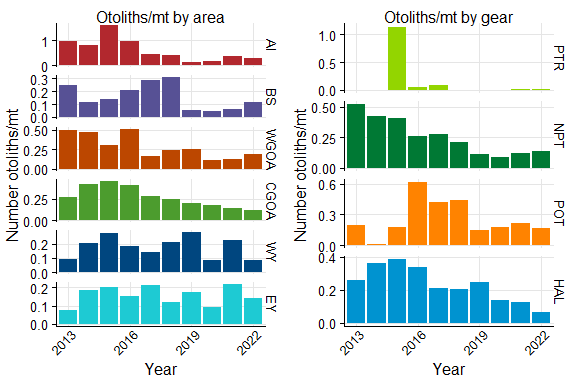 Otoliths/mt by area
Number otoliths/mt
1
0
AI
0.3
0.2
0.1
0.0
BS
0.50
0.25
0.00
WGOA
0.25
0.00
CGOA
0.2
0.1
0.0
WY
0.2
0.1
0.0
EY
2013
2016
2019
2022
Year
Otoliths/mt by gear
Number otoliths/mt
1.0
0.5
0.0
PTR
0.50
0.25
0.00
NPT
0.6
0.3
0.0
POT
0.4
0.2
0.0
HAL
2013
2016
2019
2022
Year